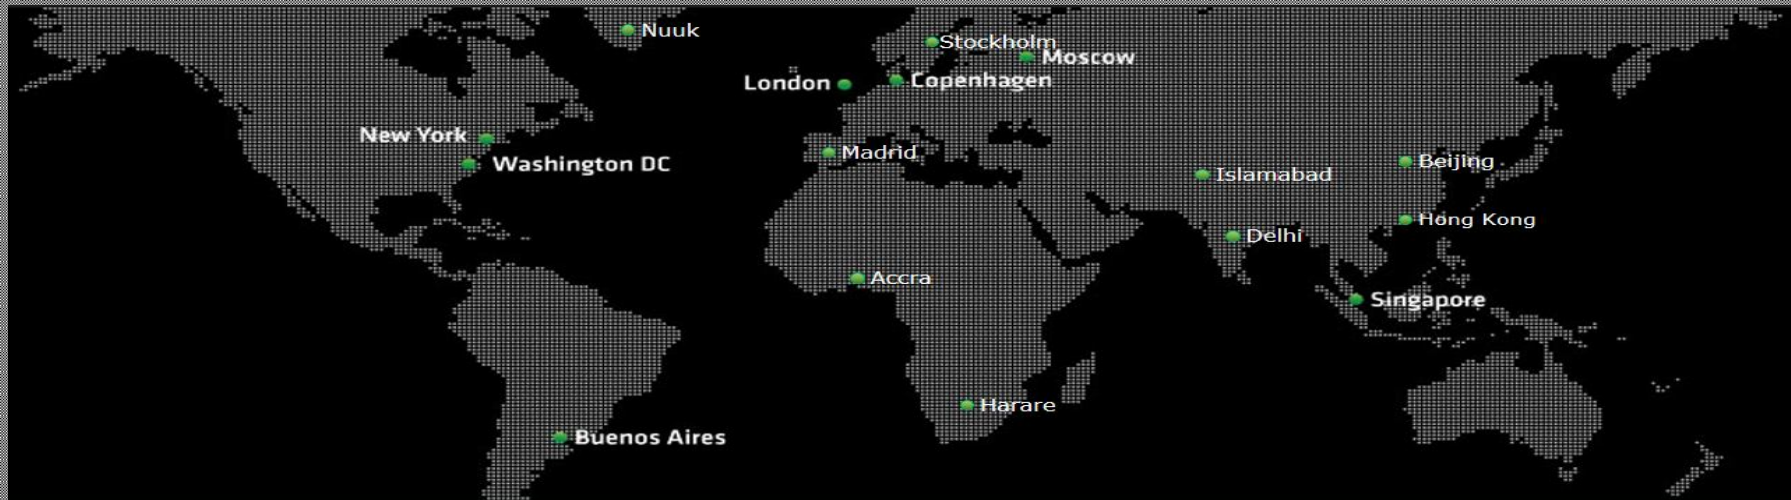 Nuuk
Stockholm
Moscow
London
Copenhagen
New York
Madrid
Washington DC
Beijing
Islamabad
Hong Kong
Delhi
Accra
Singapore
Harare
Buenos Aires